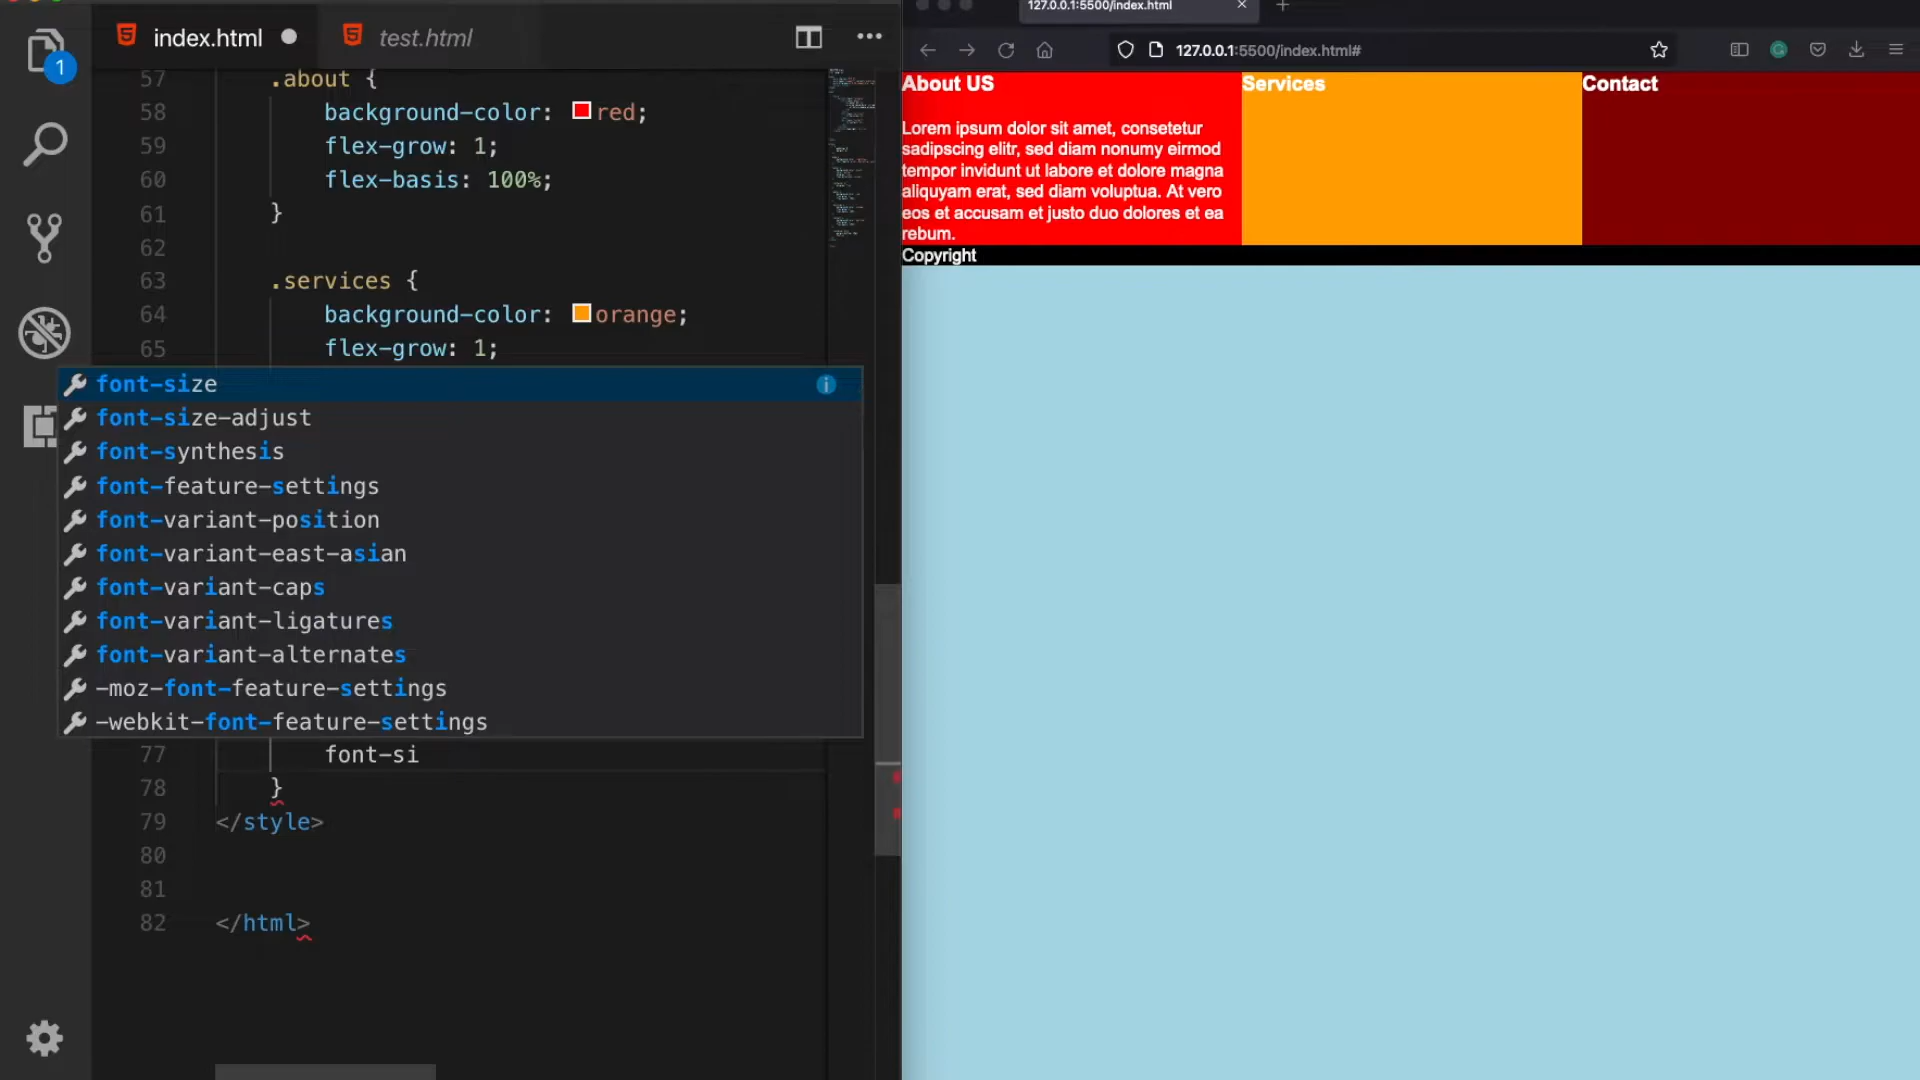 index.html
test.html
1
57 .about {
58 background-color: red;
59 flex-grow: 1;
60 flex-basis: 100%;
61 }
62
63 .services {
64 background-color: orange;
65 flex-grow: 1;
font-size
font-size-adjust
font-synthesis
font-feature-settings
font-variant-position
font-variant-east-asian
font-variant-caps
font-variant-ligatures
font-variant-alternates
-moz-font-feature-settings
-webkit-font-feature-settings
77 font-si
78 }
79 </style>
80
81
82 </html>
127.0.0.1:5500/index.html
127.0.0.1:5500/index.html#
About US
Lorem ipsum dolor sit amet, consetetur
sadipscing elitr, sed diam nonumy eirmod
tempor invidunt ut labore et dolore magna
aliquyam erat, sed diam voluptua. At vero
eos et accusam et justo duo dolores et ea
rebum.
Services
Contact
Copyright